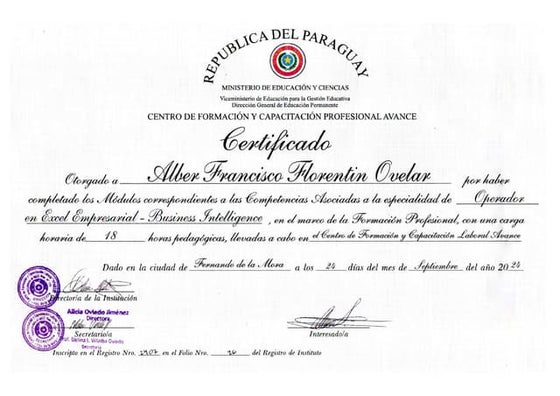 REPUBLICA DEL PARAGUAY
MINISTERIO DE EDUCACIÓN Y CIENCIAS
Viceministerio de Educación para la Gestión Educativa
Dirección General de Educación Permanente
CENTRO DE FORMACIÓN Y CAPACITACIÓN PROFESIONAL AVANCE
Certificado
Otorgado a Alber Francisco Florentin Ovelar por haber
completado los Módulos correspondientes a las Competencias Asociadas a la especialidad de Operador
en Excel Empresarial - Business Intelligence, en el marco de la Formación Profesional, con una carga
horaria de 18 horas pedagógicas, llevadas a cabo en el Centro de Formación y Capacitación Laboral Avance
Dado en la ciudad de Fernando de la Mora a los 24 días del mes de Septiembre del año 2024
Directoria de la Institución
Alicia Oviedo Jiménez
Directora
Secretario/a
Interesado/a
Secretaria
Inscripto en el Registro Nro. en el Folio Nro. del Registro de Instituto